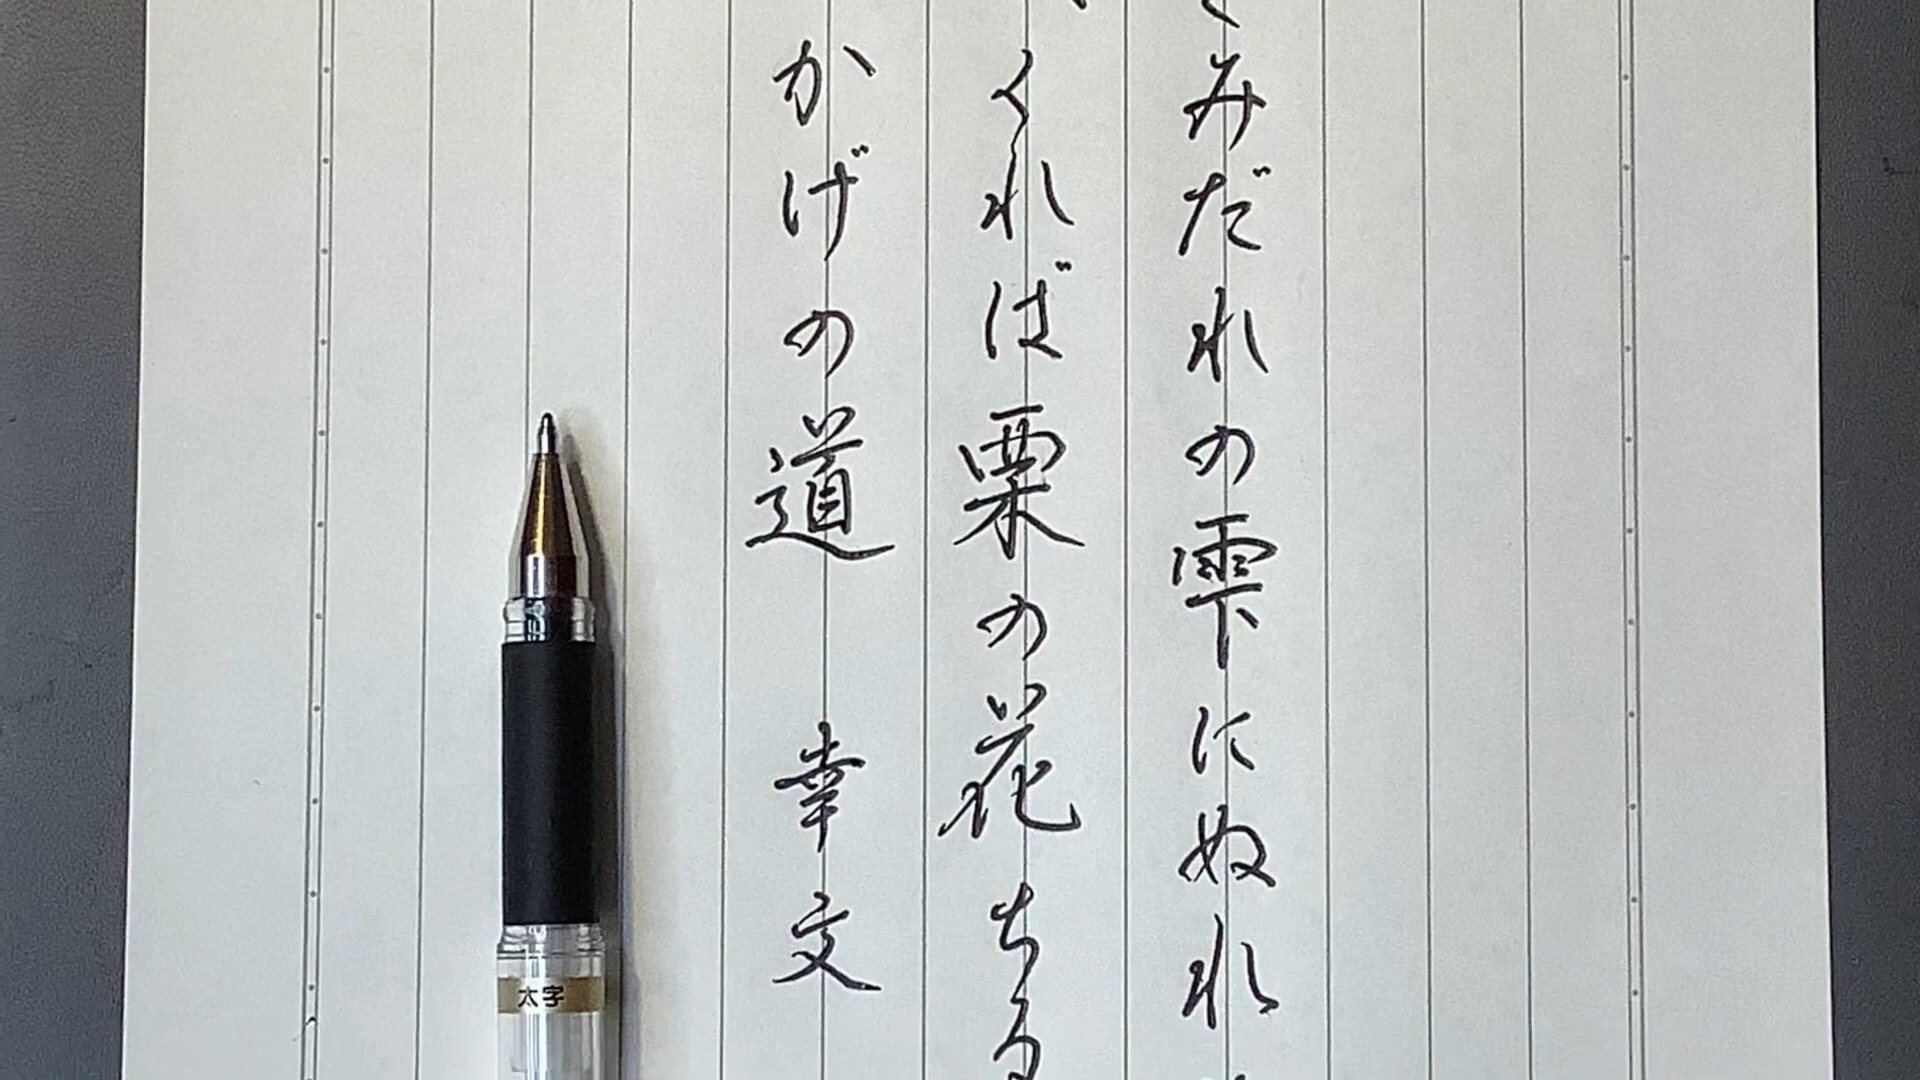 みだれの雫にぬれ
くれば栗の花ちる
かげの道 幸文
太字